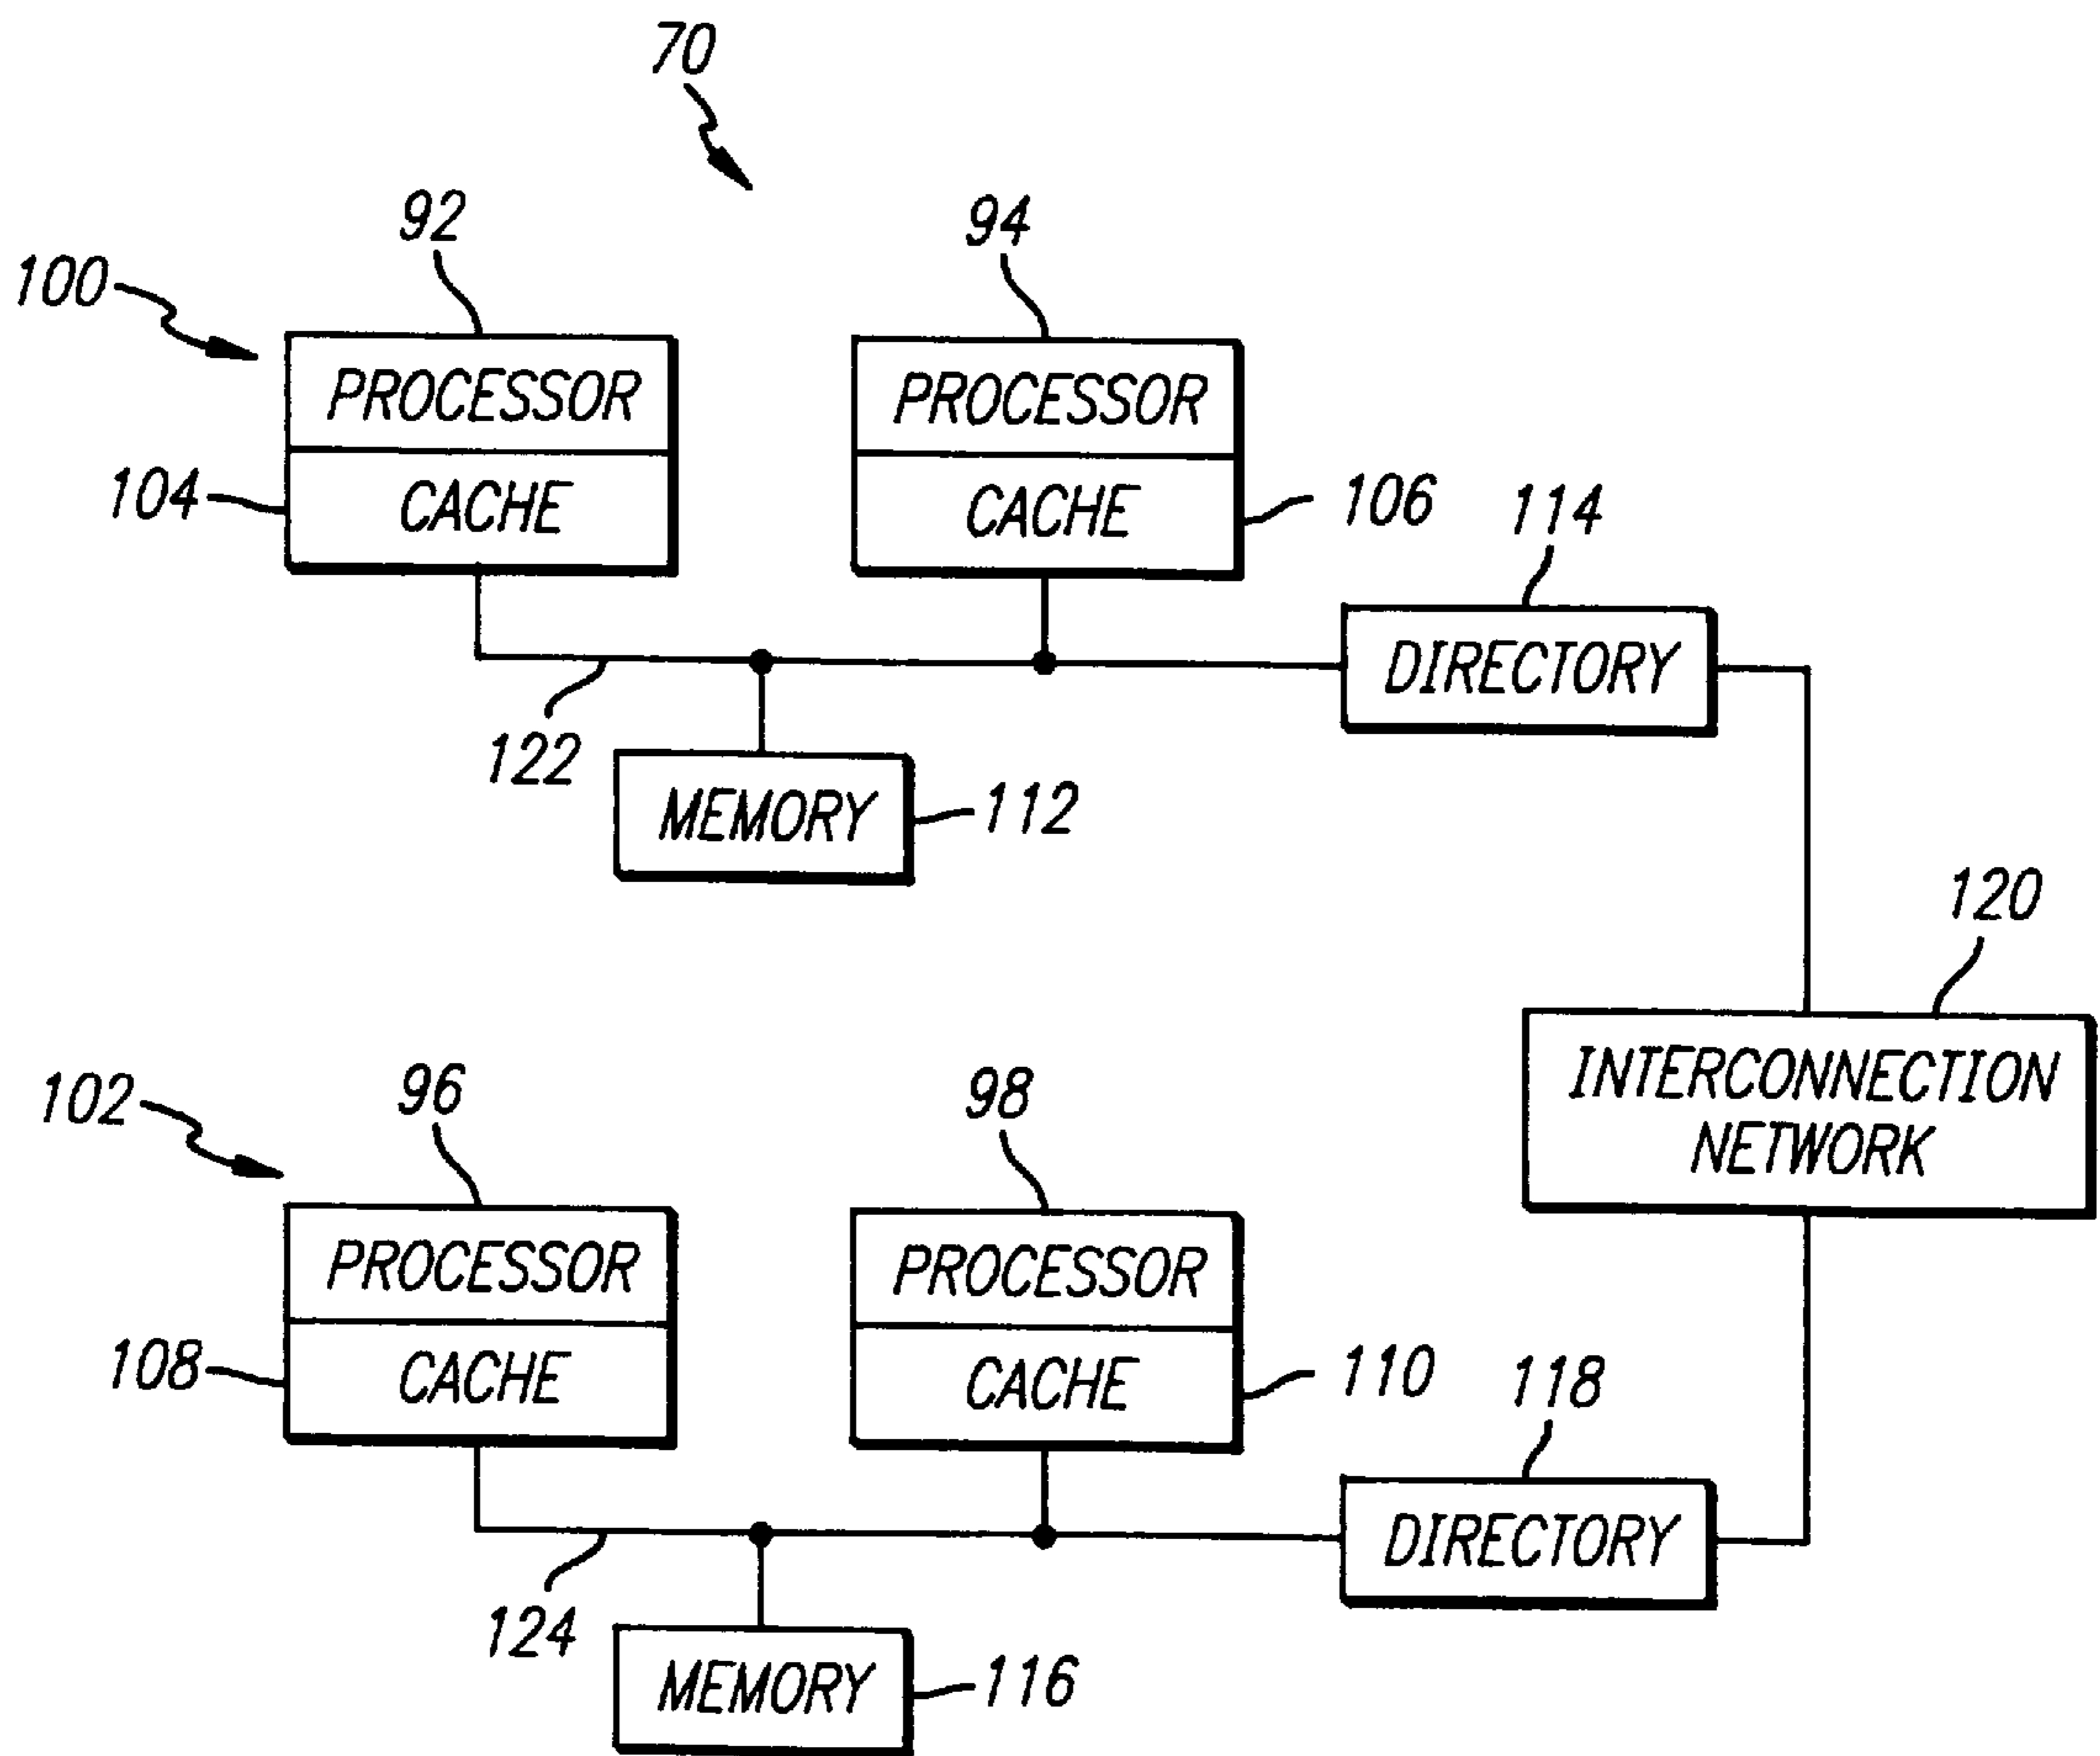 70
92
94
100
PROCESSOR
PROCESSOR
104
CACHE
CACHE
106
114
DIRECTORY
122
MEMORY
112
120
INTERCONNECTION
NETWORK
102
96
98
PROCESSOR
PROCESSOR
108
CACHE
CACHE
110
118
DIRECTORY
124
MEMORY
116